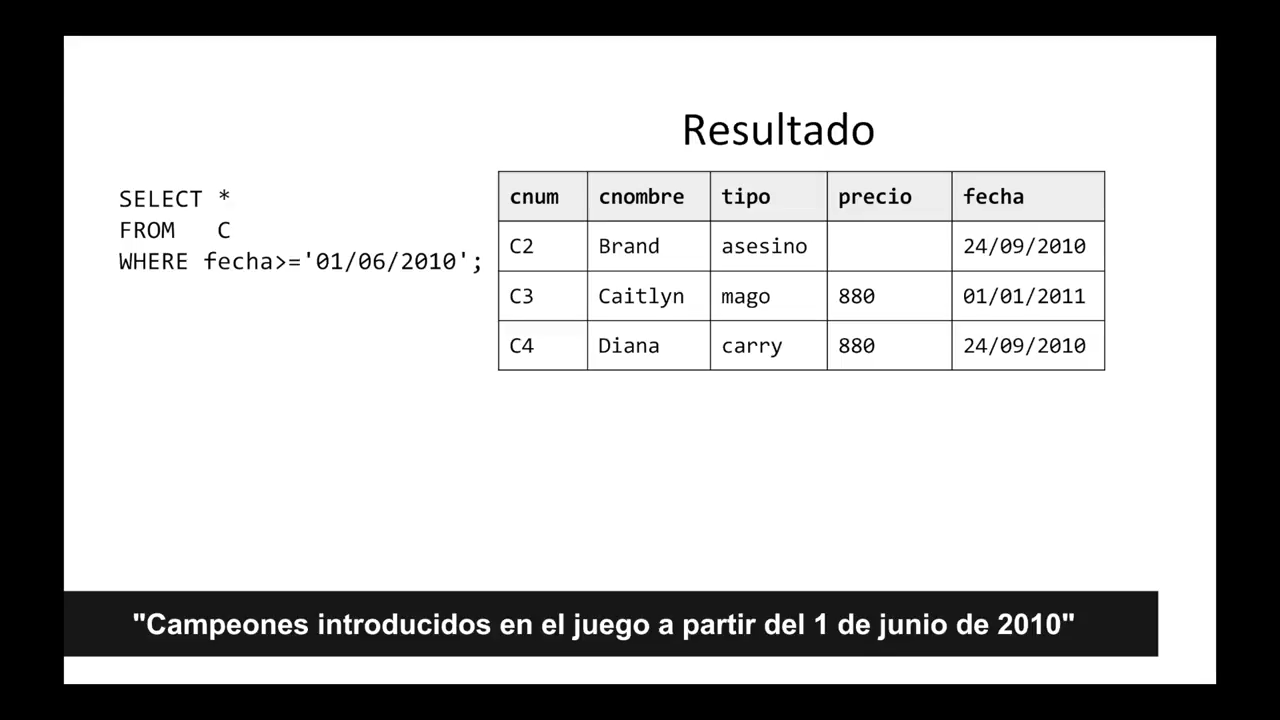 Resultado
SELECT *
FROM   C
WHERE fecha>='01/06/2010';
cnum cnombre tipo precio fecha
C2 Brand asesino 24/09/2010
C3 Caitlyn mago 880 01/01/2011
C4 Diana carry 880 24/09/2010
"Campeones introducidos en el juego a partir del 1 de junio de 2010"